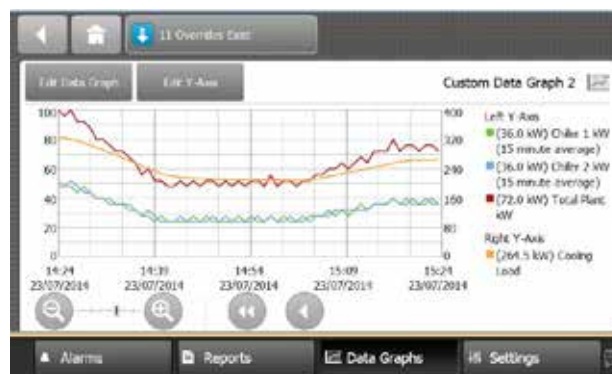 11 Overrides Exist
Edit Data Graph
Edit Y-Axis
Custom Data Graph 2
100
80
60
40
20
0
400
320
240
160
80
0
14:24
23/07/2014
14:39
23/07/2014
14:54
23/07/2014
15:09
23/07/2014
15:24
23/07/2014
Left Y-Axis
(36.0 kW) Chiller 1 kW
(15 minute average)
(36.0 kW) Chiller 2 kW
(15 minute average)
(72.0 kW) Total Plant
kW
Right Y-Axis
(264.5 kW) Cooling
Load
Alarms
Reports
Data Graphs
Settings